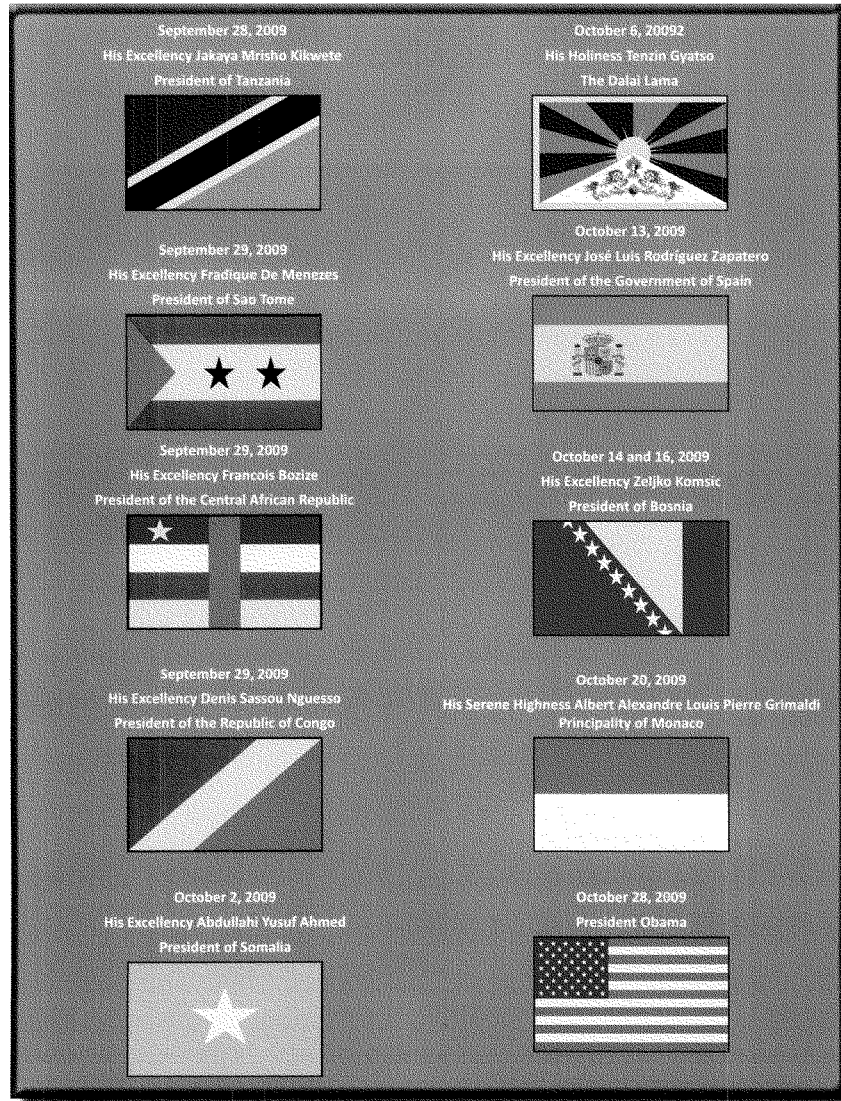 September 28, 2009
His Excellency Jakaya Mrisho Kikwete
President of Tanzania
September 29, 2009
His Excellency Fradique De Menezes
President of Sao Tome
September 29, 2009
His Excellency Francois Bozize
President of the Central African Republic
September 29, 2009
His Excellency Denis Sassou Nguesso
President of the Republic of Congo
October 2, 2009
His Excellency Abdullahi Yusuf Ahmed
President of Somalia
October 6, 20092
His Holiness Tenzin Gyatso
The Dalai Lama
October 13, 2009
His Excellency José Luis Rodríguez Zapatero
President of the Government of Spain
October 14 and 16, 2009
His Excellency Zeljko Komsic
President of Bosnia
October 20, 2009
His Serene Highness Albert Alexandre Louis Pierre Grimaldi
Principality of Monaco
October 28, 2009
President Obama